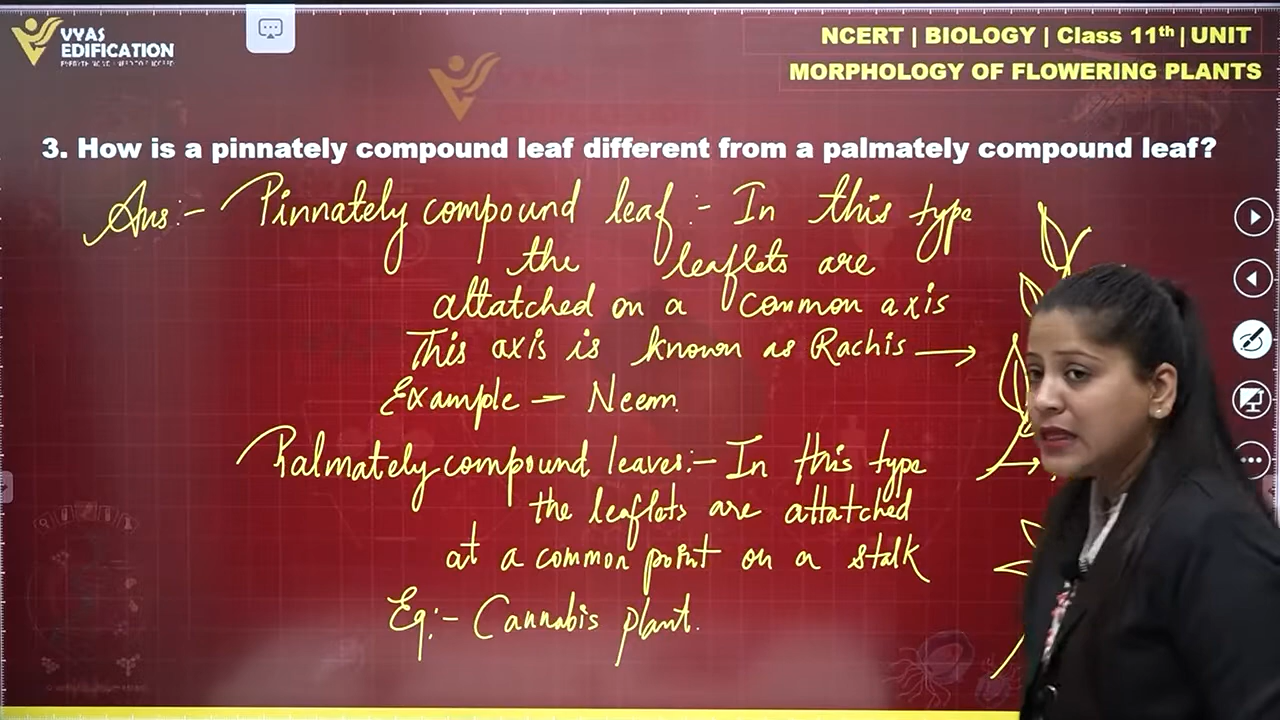 VYAS
EDIFICATION
NCERT | BIOLOGY | Class 11th | UNIT
MORPHOLOGY OF FLOWERING PLANTS
3. How is a pinnately compound leaf different from a palmately compound leaf?
Ans:- Pinnately compound leaf:- In this type
the leaflets are
attatched on a common axis
This axis is known as Rachis
Example - Neem.
Palmately compound leaves:- In this type
the leaflets are attatched
at a common point on a stalk
Eg:- Cannabis plant.